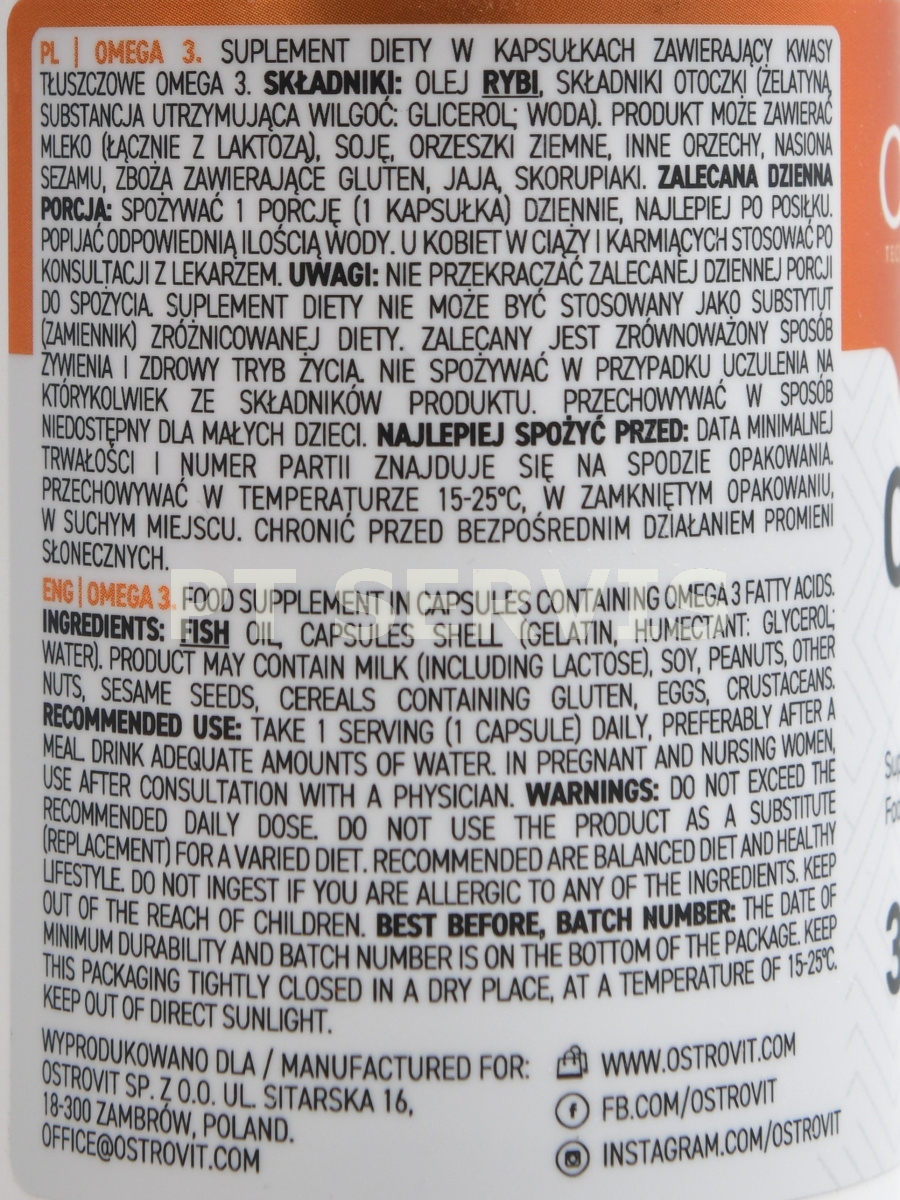 PL | OMEGA 3. SUPLEMENT DIETY W KAPSUŁKACH ZAWIERAJĄCY KWASY
TŁUSZCZOWE OMEGA 3. SKŁADNIKI: OLEJ RYBI, SKŁADNIKI OTOCZKI (ŻELATYNA,
SUBSTANCJA UTRZYMUJĄCA WILGOĆ: GLICEROL; WODA). PRODUKT MOŻE ZAWIERAĆ
MLEKO (ŁĄCZNIE Z LAKTOZĄ), SOJĘ, ORZESZKI ZIEMNE, INNE ORZECHY, NASIONA
SEZAMU, ZBOŻA ZAWIERAJĄCE GLUTEN, JAJA, SKORUPIAKI. ZALECANA DZIENNA
PORCJA: SPOŻYWAĆ 1 PORCJĘ (1 KAPSUŁKA) DZIENNIE, NAJLEPIEJ PO POSIŁKU.
POPIJAĆ ODPOWIEDNIĄ ILOŚCIĄ WODY. U KOBIET W CIĄŻY I KARMIĄCYCH STOSOWAĆ PO
KONSULTACJI Z LEKARZEM. UWAGI: NIE PRZEKRACZAĆ ZALECANEJ DZIENNEJ PORCJI
DO SPOŻYCIA. SUPLEMENT DIETY NIE MOŻE BYĆ STOSOWANY JAKO SUBSTYTUT
(ZAMIENNIK) ZRÓŻNICOWANEJ DIETY. ZALECANY JEST ZRÓWNOWAŻONY SPOSÓB
ŻYWIENIA I ZDROWY TRYB ŻYCIA. NIE SPOŻYWAĆ W PRZYPADKU UCZULENIA NA
KTÓRYKOLWIEK ZE SKŁADNIKÓW PRODUKTU. PRZECHOWYWAĆ W SPOSÓB
NIEDOSTĘPNY DLA MAŁYCH DZIECI. NAJLEPIEJ SPOŻYĆ PRZED: DATA MINIMALNEJ
TRWAŁOŚCI I NUMER PARTII ZNAJDUJE SIĘ NA SPODZIE OPAKOWANIA.
PRZECHOWYWAĆ W TEMPERATURZE 15-25°C, W ZAMKNIĘTYM OPAKOWANIU,
W SUCHYM MIEJSCU. CHRONIĆ PRZED BEZPOŚREDNIM DZIAŁANIEM PROMIENI
SŁONECZNYCH.
PT SERVIS
ENG | OMEGA 3. FOOD SUPPLEMENT IN CAPSULES CONTAINING OMEGA 3 FATTY ACIDS.
INGREDIENTS: FISH OIL, CAPSULES SHELL (GELATIN, HUMECTANT: GLYCEROL;
WATER). PRODUCT MAY CONTAIN MILK (INCLUDING LACTOSE), SOY, PEANUTS, OTHER
NUTS, SESAME SEEDS, CEREALS CONTAINING GLUTEN, EGGS, CRUSTACEANS.
RECOMMENDED USE: TAKE 1 SERVING (1 CAPSULE) DAILY, PREFERABLY AFTER A
MEAL. DRINK ADEQUATE AMOUNTS OF WATER. IN PREGNANT AND NURSING WOMEN,
USE AFTER CONSULTATION WITH A PHYSICIAN. WARNINGS: DO NOT EXCEED THE
RECOMMENDED DAILY DOSE. DO NOT USE THE PRODUCT AS A SUBSTITUTE
(REPLACEMENT) FOR A VARIED DIET. RECOMMENDED ARE BALANCED DIET AND HEALTHY
LIFESTYLE. DO NOT INGEST IF YOU ARE ALLERGIC TO ANY OF THE INGREDIENTS. KEEP
OUT OF THE REACH OF CHILDREN. BEST BEFORE, BATCH NUMBER: THE DATE OF
MINIMUM DURABILITY AND BATCH NUMBER IS ON THE BOTTOM OF THE PACKAGE. KEEP
THIS PACKAGING TIGHTLY CLOSED IN A DRY PLACE, AT A TEMPERATURE OF 15-25°C.
KEEP OUT OF DIRECT SUNLIGHT.
WYPRODUKOWANO DLA / MANUFACTURED FOR:
OSTROVIT SP. Z O.O. UL. SITARSKA 16,
18-300 ZAMBRÓW, POLAND.
OFFICE@OSTROVIT.COM
WWW.OSTROVIT.COM
FB.COM/OSTROVIT
INSTAGRAM.COM/OSTROVIT